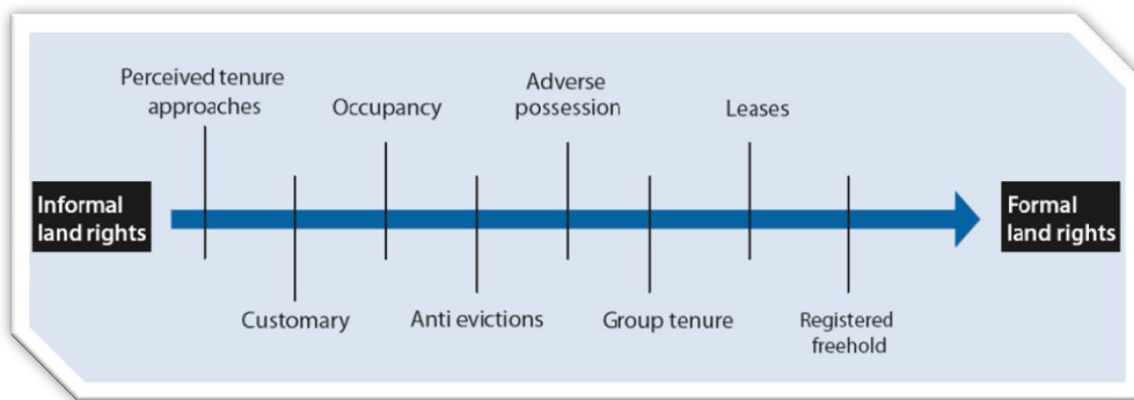 Perceived tenure
approaches
Occupancy
Adverse
possession
Leases
Informal
land rights
Formal
land rights
Customary
Anti evictions
Group tenure
Registered
freehold